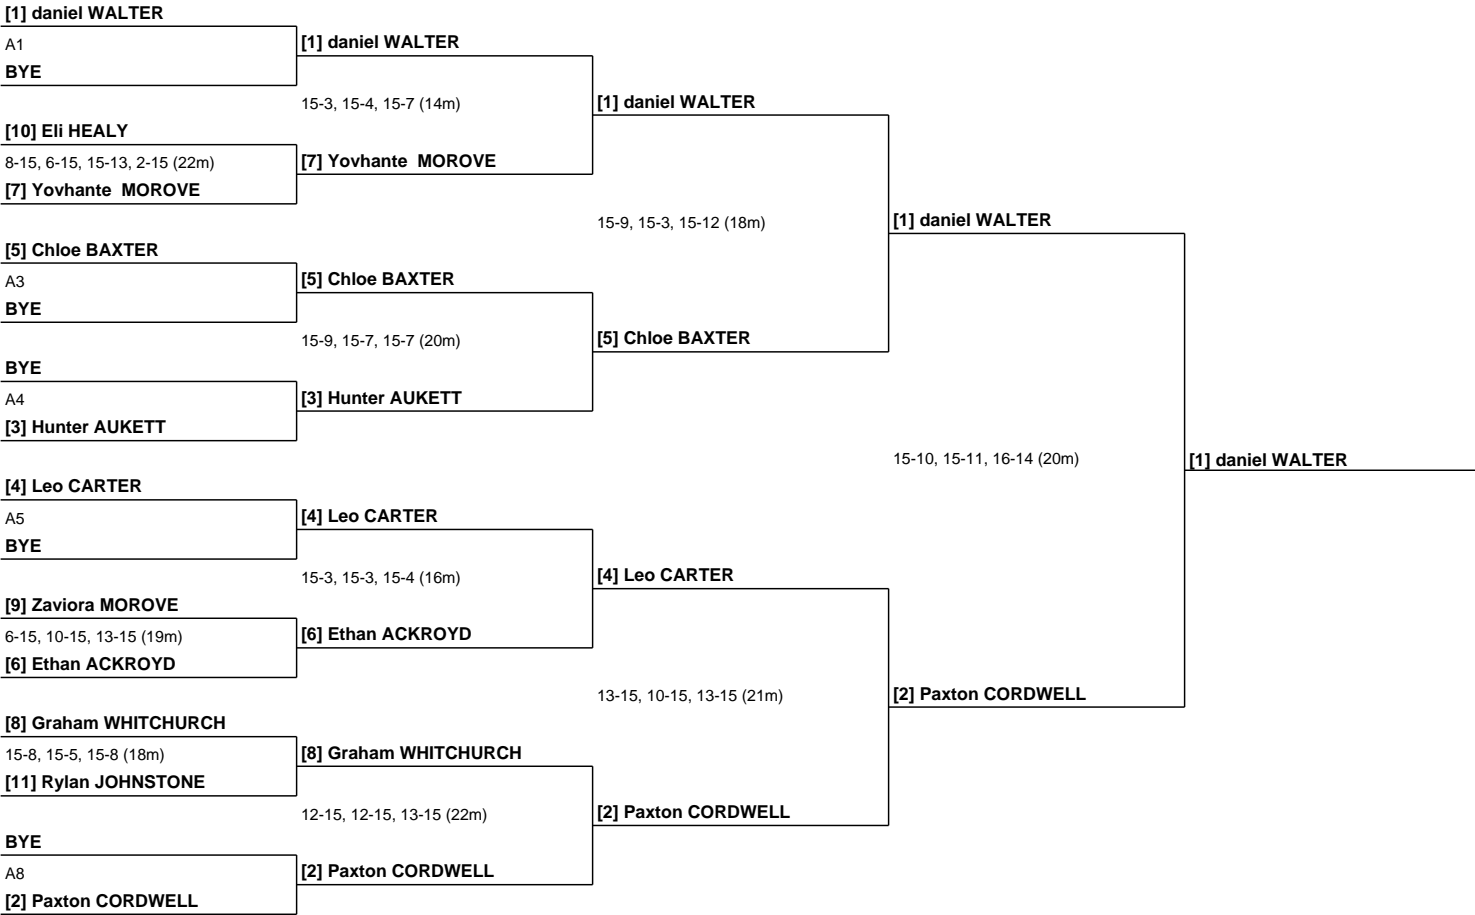 [1] daniel WALTER
A1
BYE
[10] Eli HEALY
8-15, 6-15, 15-13, 2-15 (22m)
[7] Yovhante  MOROVE
[5] Chloe BAXTER
A3
BYE
BYE
A4
[3] Hunter AUKETT
[4] Leo CARTER
A5
BYE
[9] Zaviora MOROVE
6-15, 10-15, 13-15 (19m)
[6] Ethan ACKROYD
[8] Graham WHITCHURCH
15-8, 15-5, 15-8 (18m)
[11] Rylan JOHNSTONE
BYE
A8
[2] Paxton CORDWELL
[1] daniel WALTER
15-3, 15-4, 15-7 (14m)
[7] Yovhante  MOROVE
[5] Chloe BAXTER
15-9, 15-7, 15-7 (20m)
[3] Hunter AUKETT
[4] Leo CARTER
15-3, 15-3, 15-4 (16m)
[6] Ethan ACKROYD
[8] Graham WHITCHURCH
12-15, 12-15, 13-15 (22m)
[2] Paxton CORDWELL
[1] daniel WALTER
15-9, 15-3, 15-12 (18m)
[5] Chloe BAXTER
[4] Leo CARTER
13-15, 10-15, 13-15 (21m)
[2] Paxton CORDWELL
[1] daniel WALTER
15-10, 15-11, 16-14 (20m)
[2] Paxton CORDWELL
[1] daniel WALTER